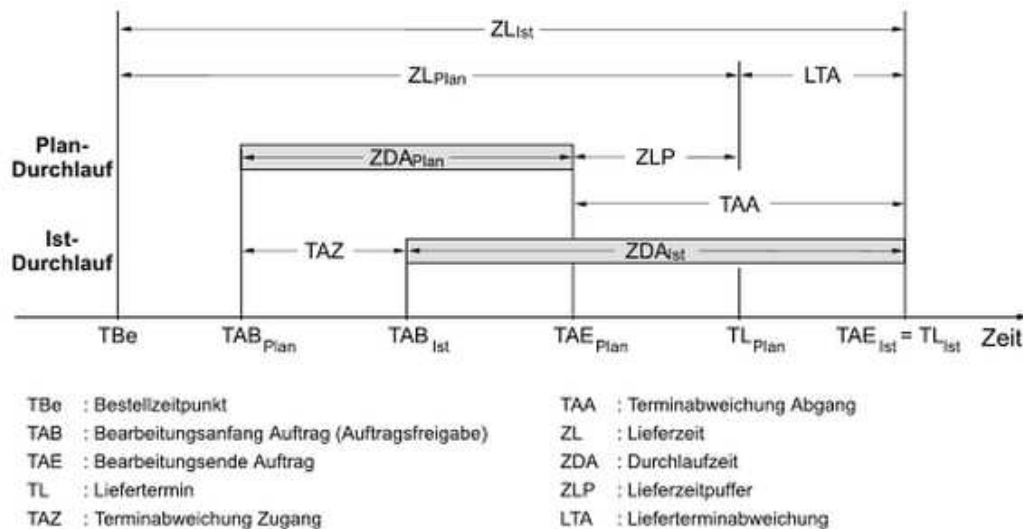 ZLIst
ZLPlan
LTA
Plan-
Durchlauf
ZDAPlan
ZLP
TAA
Ist-
Durchlauf
TAZ
ZDAIst
TBe
TABPlan
TABIst
TAEPlan
TLPlan
TAEIst = TLIst
Zeit
TBe : Bestellzeitpunkt
TAB : Bearbeitungsanfang Auftrag (Auftragsfreigabe)
TAE : Bearbeitungsende Auftrag
TL : Liefertermin
TAZ : Terminabweichung Zugang
TAA : Terminabweichung Abgang
ZL : Lieferzeit
ZDA : Durchlaufzeit
ZLP : Lieferzeitpuffer
LTA : Lieferterminabweichung